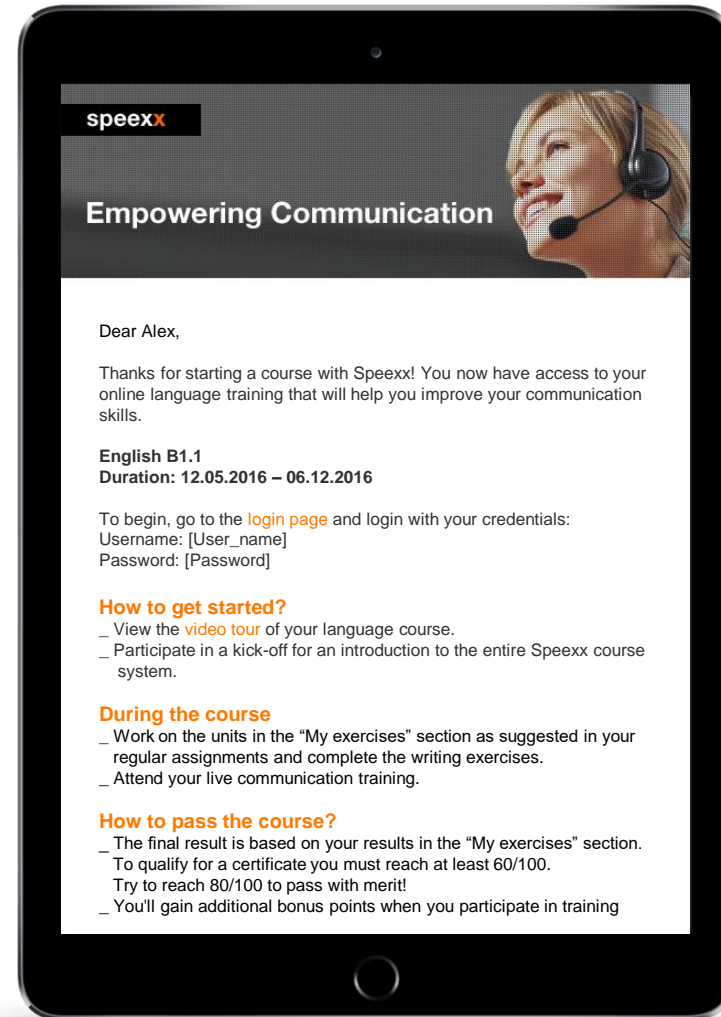 speexx
Empowering Communication
Dear Alex,
Thanks for starting a course with Speexx! You now have access to your
online language training that will help you improve your communication
skills.
English B1.1
Duration: 12.05.2016 – 06.12.2016
To begin, go to the login page and login with your credentials:
Username: [User_name]
Password: [Password]
How to get started?
_ View the video tour of your language course.
_ Participate in a kick-off for an introduction to the entire Speexx course
system.
During the course
_ Work on the units in the “My exercises” section as suggested in your
regular assignments and complete the writing exercises.
_ Attend your live communication training.
How to pass the course?
_ The final result is based on your results in the “My exercises” section.
To qualify for a certificate you must reach at least 60/100.
Try to reach 80/100 to pass with merit!
_ You'll gain additional bonus points when you participate in training